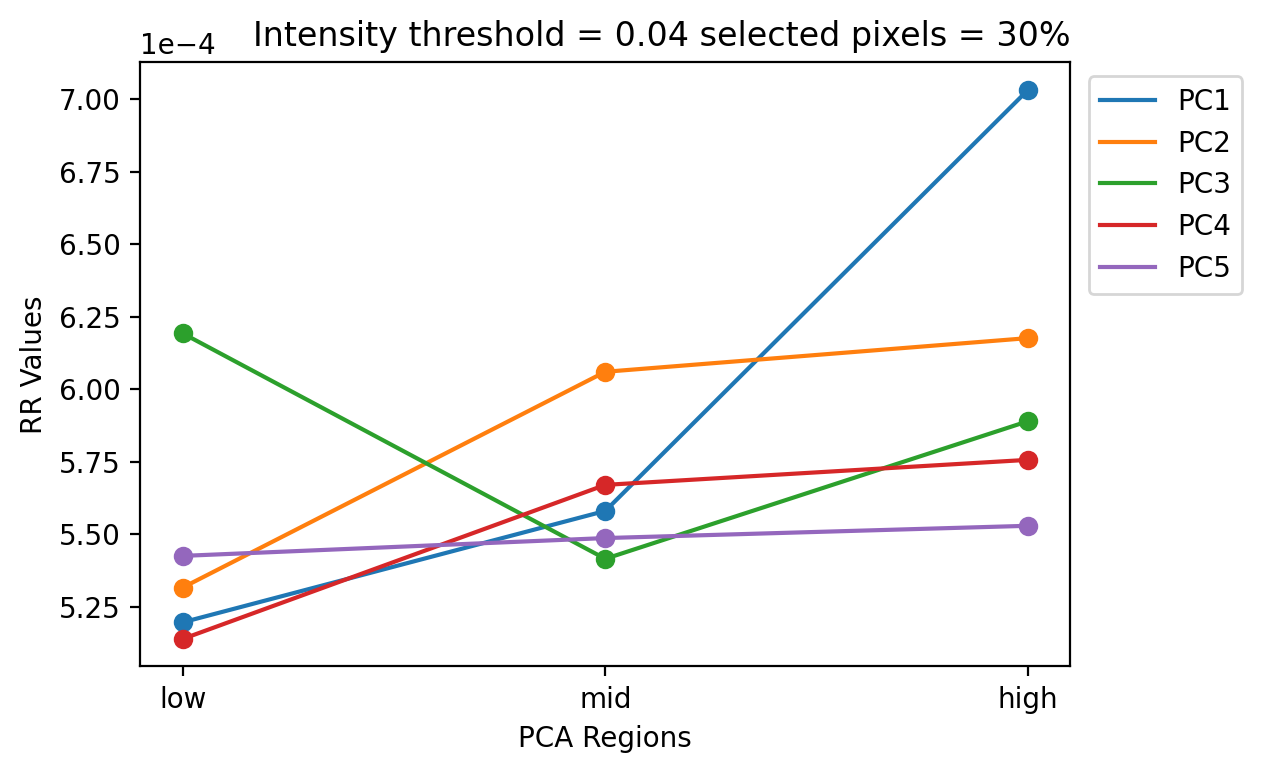 Intensity threshold = 0.04 selected pixels = 30%
1e−4
7.00
6.75
6.50
6.25
6.00
5.75
5.50
5.25
RR Values
low mid high
PCA Regions
PC1
PC2
PC3
PC4
PC5